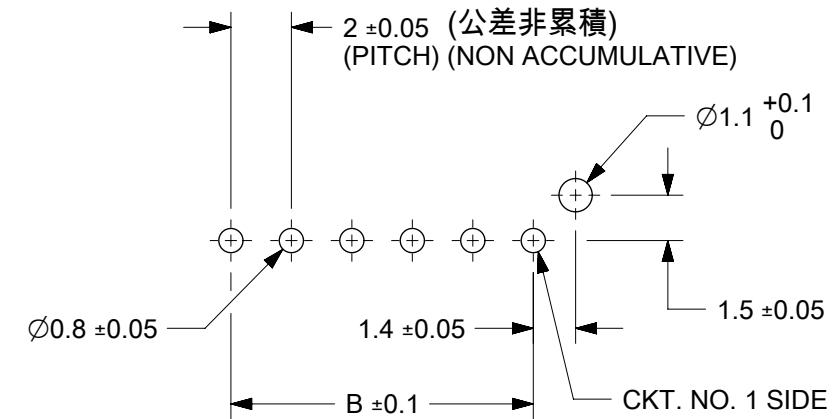 2 ±0.05 (公差非累積)
(PITCH) (NON ACCUMULATIVE)
∅1.1 +0.1
0
∅0.8 ±0.05
1.4 ±0.05
1.5 ±0.05
B ±0.1
CKT. NO. 1 SIDE